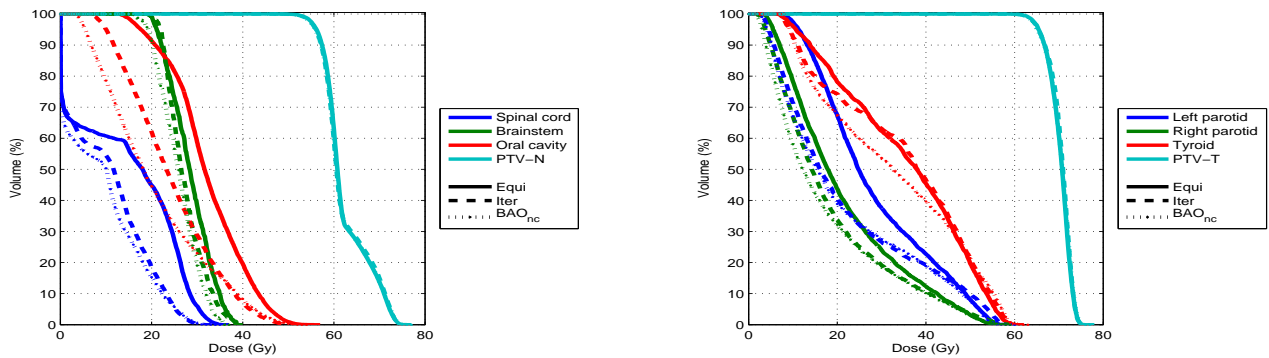 100
90
80
70
60
50
40
30
20
10
0
Volume (%)
0 20 40 60 80
Dose (Gy)
Spinal cord
Brainstem
Oral cavity
PTV−N
Equi
Iter
BAOnc
100
90
80
70
60
50
40
30
20
10
0
Volume (%)
0 20 40 60 80
Dose (Gy)
Left parotid
Right parotid
Tyroid
PTV−T
Equi
Iter
BAOnc